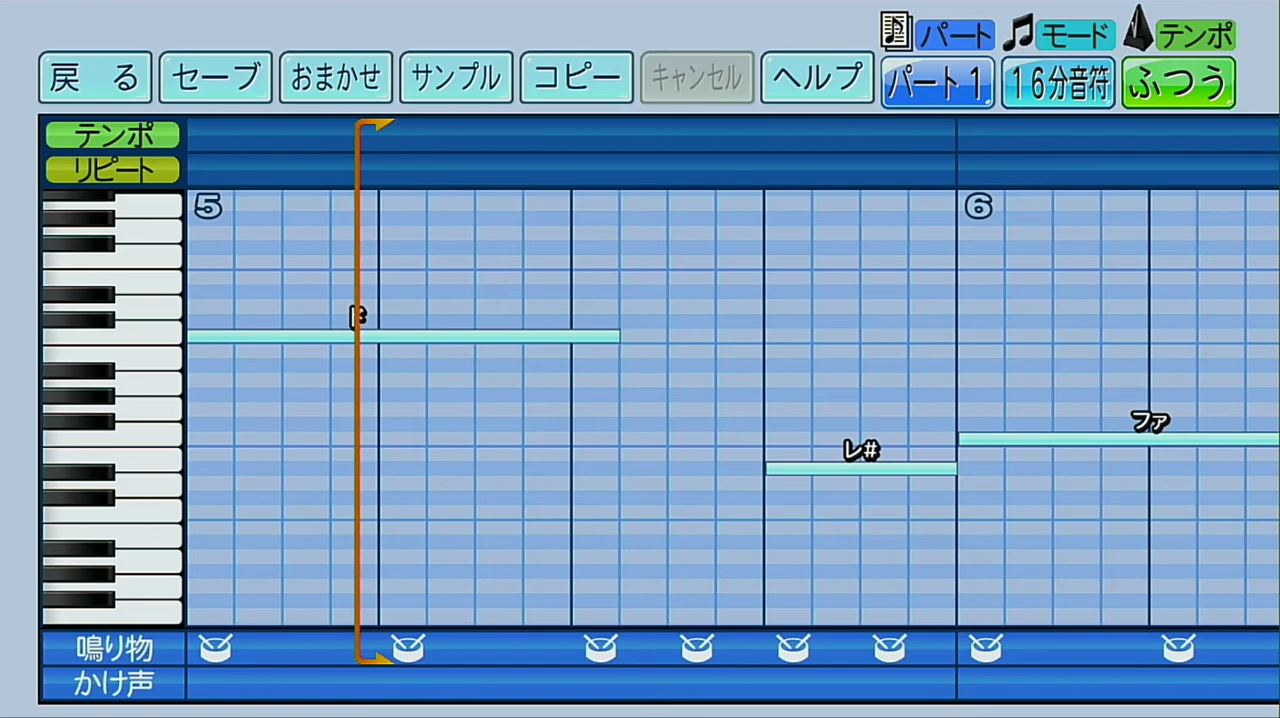 パート モード テンポ
戻る セーブ おまかせ サンプル コピー キャンセル ヘルプ パート1 16分音符 ふつう
テンポ
リピート
5 6
ド
ファ
レ#
鳴り物
かけ声